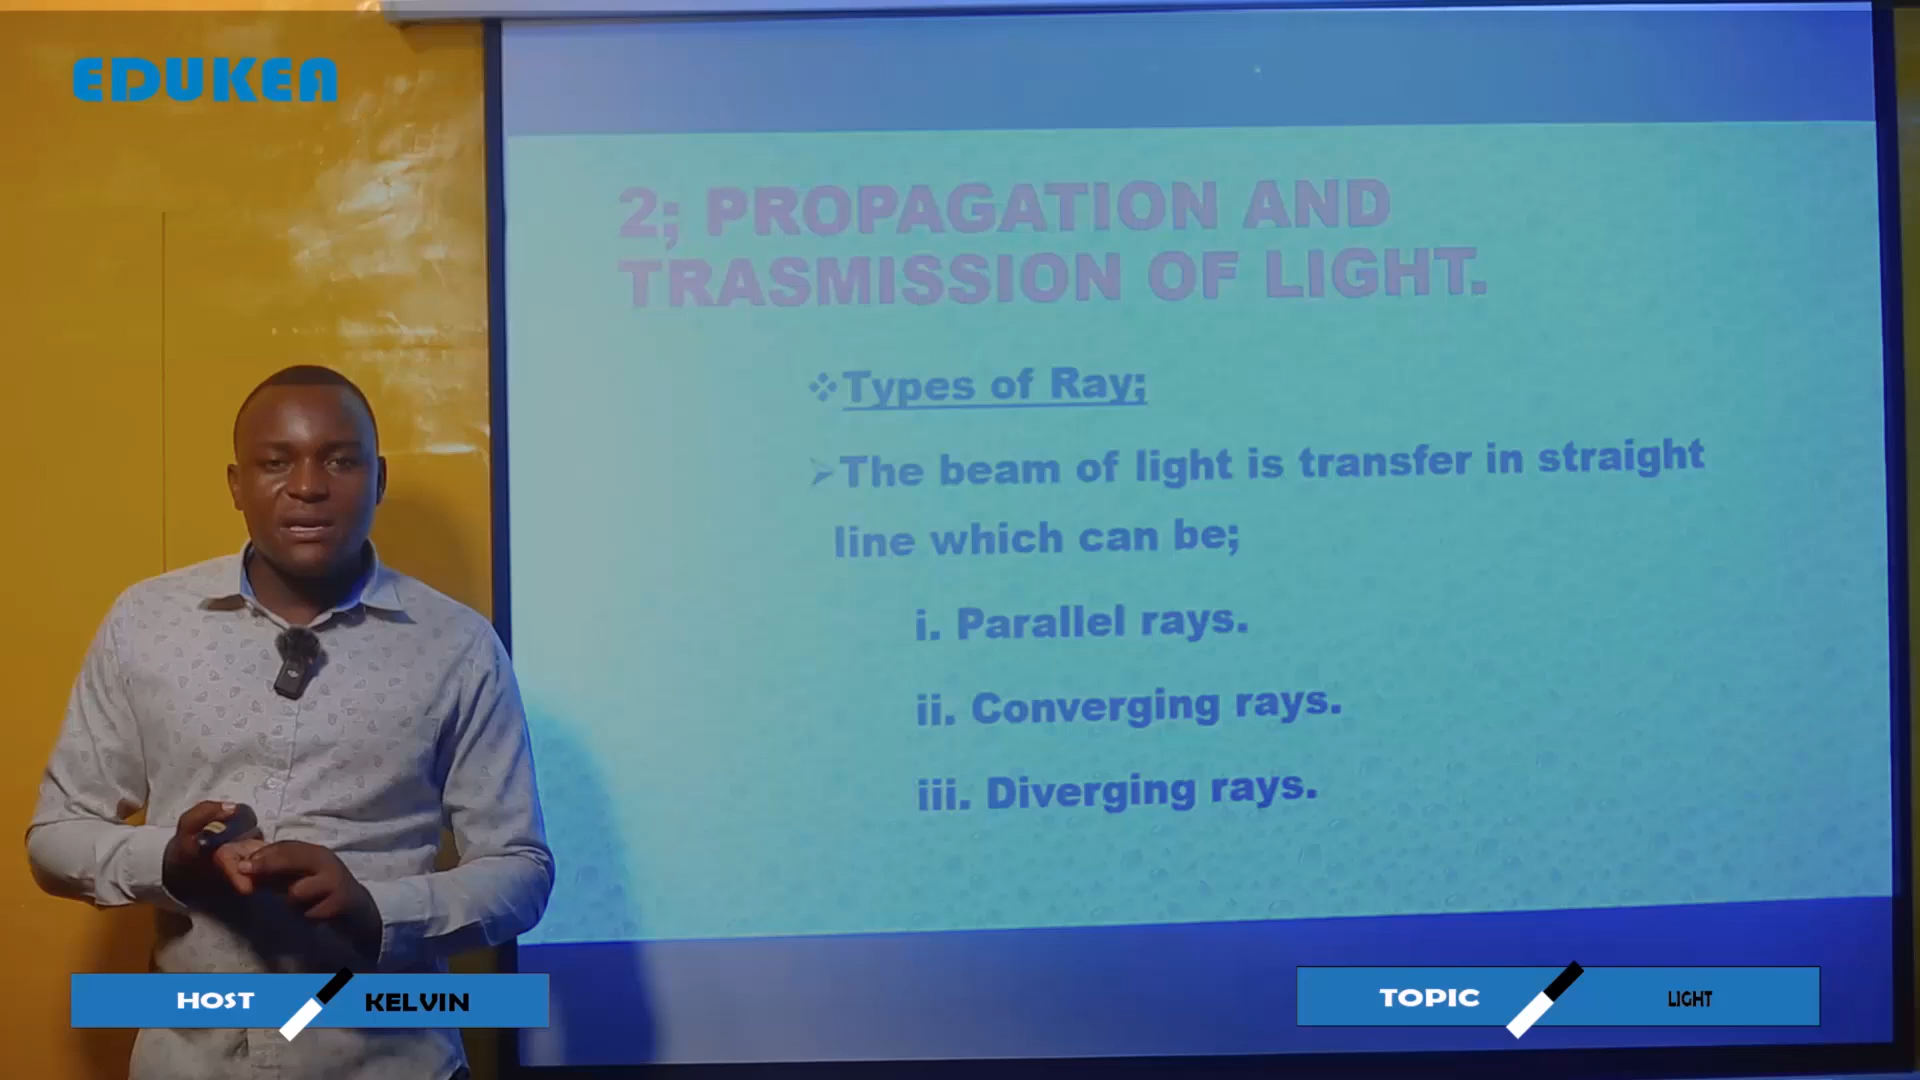 EDUKEA
2; PROPAGATION AND
TRASMISSION OF LIGHT.
Types of Ray;
The beam of light is transfer in straight
line which can be;
i. Parallel rays.
ii. Converging rays.
iii. Diverging rays.
HOST KELVIN
TOPIC LIGHT